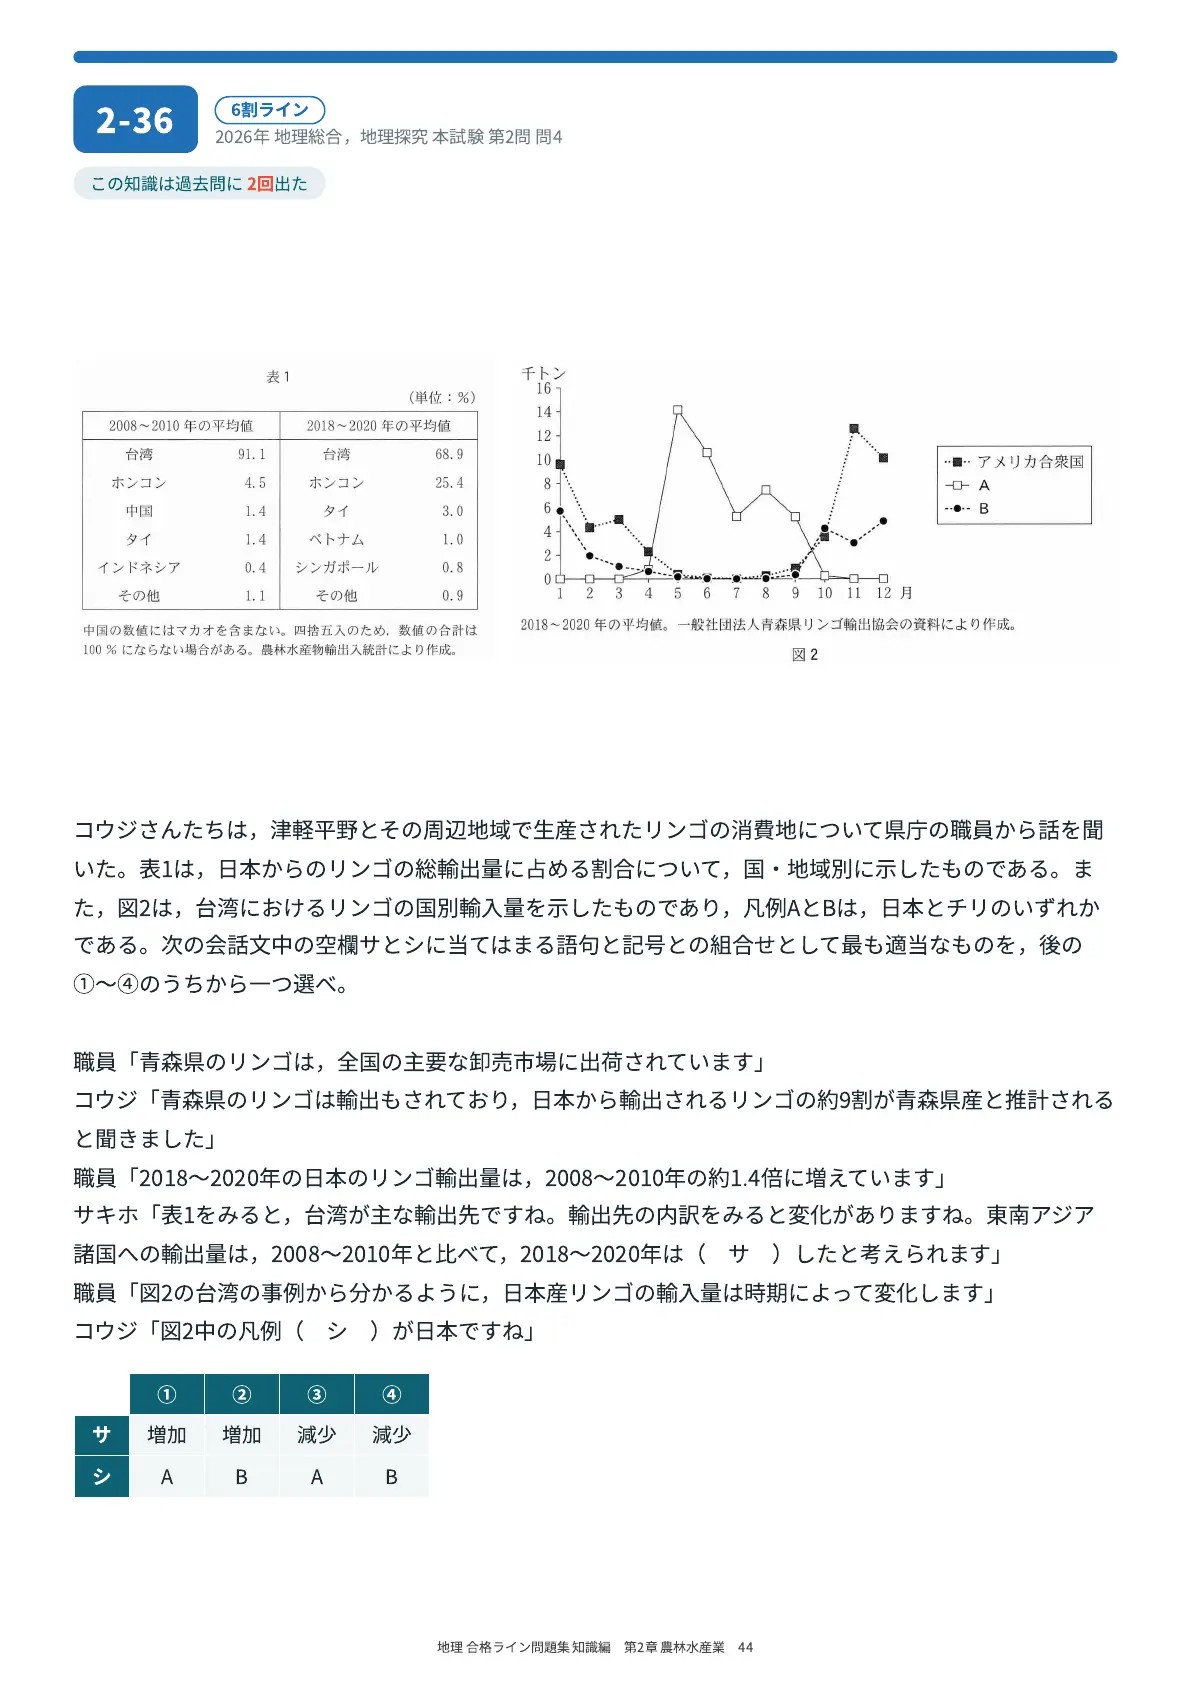 2-36
6割ライン
2026年 地理総合，地理探究 本試験 第2問 問4
この知識は過去問に 2回出た
表1
（単位：％）
2008～2010 年の平均値 2018～2020 年の平均値
台湾 91.1 台湾 68.9
ホンコン 4.5 ホンコン 25.4
中国 1.4 タイ 3.0
タイ 1.4 ベトナム 1.0
インドネシア 0.4 シンガポール 0.8
その他 1.1 その他 0.9
中国の数値にはマカオを含まない。四捨五入のため，数値の合計は
100 % にならない場合がある。農林水産物輸出入統計により作成。
千トン
16
14
12
10
8
6
4
2
0
1 2 3 4 5 6 7 8 9 10 11 12 月
アメリカ合衆国
A
B
2018～2020 年の平均値。一般社団法人青森県リンゴ輸出協会の資料により作成。
図2
コウジさんたちは，津軽平野とその周辺地域で生産されたリンゴの消費地について県庁の職員から話を聞
いた。表1は，日本からのリンゴの総輸出量に占める割合について，国・地域別に示したものである。ま
た，図2は，台湾におけるリンゴの国別輸入量を示したものであり，凡例AとBは，日本とチリのいずれか
である。次の会話文中の空欄サとシに当てはまる語句と記号との組合せとして最も適当なものを，後の
①～④のうちから一つ選べ。
職員「青森県のリンゴは，全国の主要な卸売市場に出荷されています」
コウジ「青森県のリンゴは輸出もされており，日本から輸出されるリンゴの約9割が青森県産と推計される
と聞きました」
職員「2018～2020年の日本のリンゴ輸出量は，2008～2010年の約1.4倍に増えています」
サキホ「表1をみると，台湾が主な輸出先ですね。輸出先の内訳をみると変化がありますね。東南アジア
諸国への輸出量は，2008～2010年と比べて，2018～2020年は（　サ　）したと考えられます」
職員「図2の台湾の事例から分かるように，日本産リンゴの輸入量は時期によって変化します」
コウジ「図2中の凡例（　シ　）が日本ですね」
① ② ③ ④
サ 増加 増加 減少 減少
シ A B A B
地理 合格ライン問題集 知識編　第2章 農林水産業　44